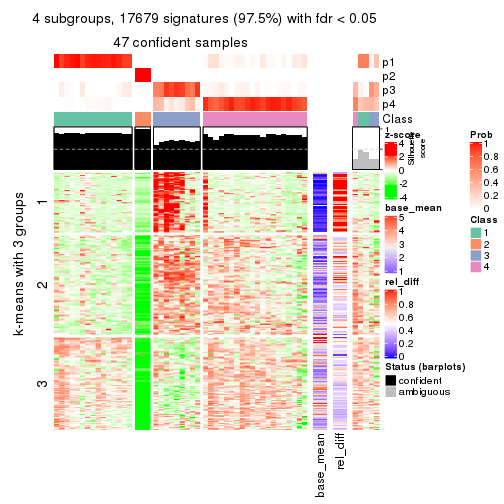 4 subgroups, 17679 signatures (97.5%) with fdr < 0.05
47 confident samples
p1
p2
p3
p4
Class
1
Silhouette
score
k-means with 3 groups
1
2
3
base_mean
rel_diff
z-score
4
2
0
-2
-4
base_mean
5
4
3
2
1
rel_diff
1
0.8
0.6
0.4
0.2
0
Status (barplots)
confident
ambiguous
Prob
1
0.8
0.6
0.4
0.2
0
Class
1
2
3
4